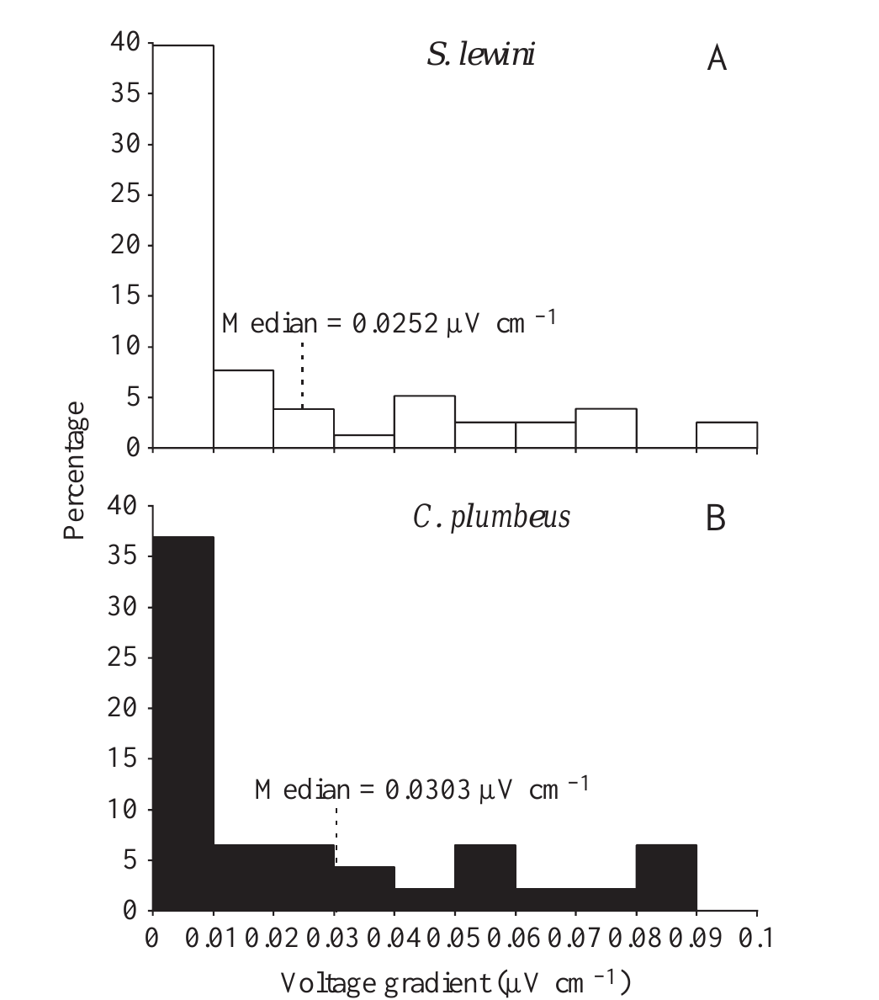 S. lewini
A
40
35
30
25
20
15
10
5
0
Median = 0.0252 µV cm⁻¹
Percentage
C. plumbeus
B
40
35
30
25
20
15
10
5
0
Median = 0.0303 µV cm⁻¹
0 0.01 0.02 0.03 0.04 0.05 0.06 0.07 0.08 0.09 0.1
Voltage gradient (µV cm⁻¹)